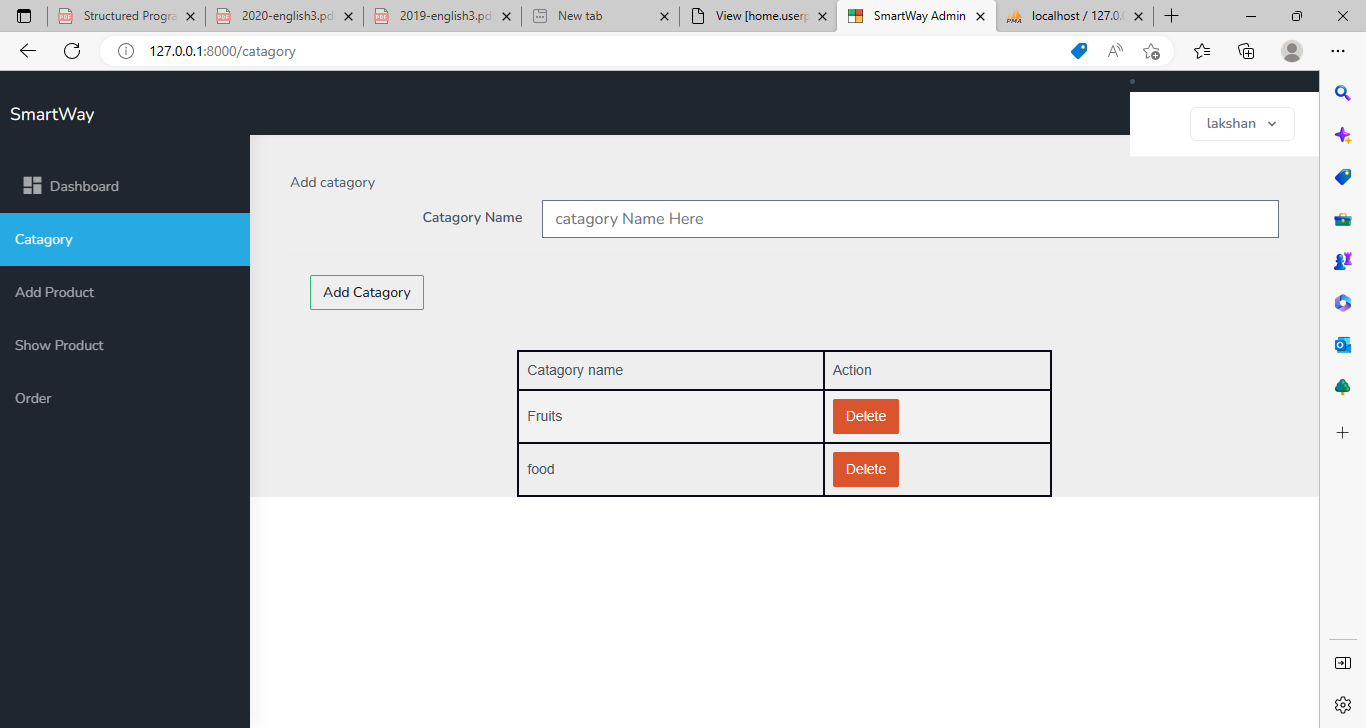 Structured Progra
2020-english3.pd
2019-english3.pd
New tab
View [home.userp
SmartWay Admin
PMA
localhost / 127.0.
127.0.0.1:8000/catagory
SmartWay
lakshan
Dashboard
Catagory
Add Product
Show Product
Order
Add catagory
Catagory Name
catagory Name Here
Add Catagory
Catagory name Action
Fruits Delete
food Delete